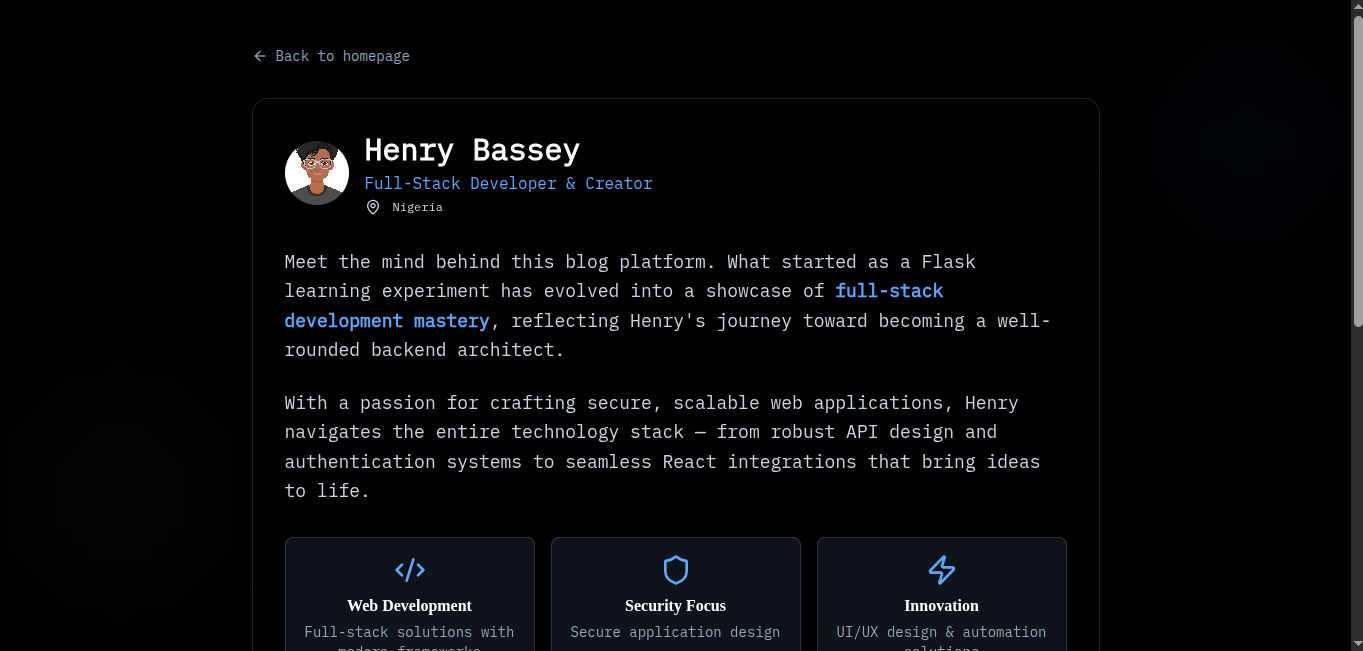 Back to homepage
Henry Bassey
Full-Stack Developer & Creator
Nigeria
Meet the mind behind this blog platform. What started as a Flask
learning experiment has evolved into a showcase of full-stack
development mastery, reflecting Henry's journey toward becoming a well-
rounded backend architect.
With a passion for crafting secure, scalable web applications, Henry
navigates the entire technology stack — from robust API design and
authentication systems to seamless React integrations that bring ideas
to life.
Web Development
Full-stack solutions with
modern frameworks
Security Focus
Secure application design
Innovation
UI/UX design & automation
solutions